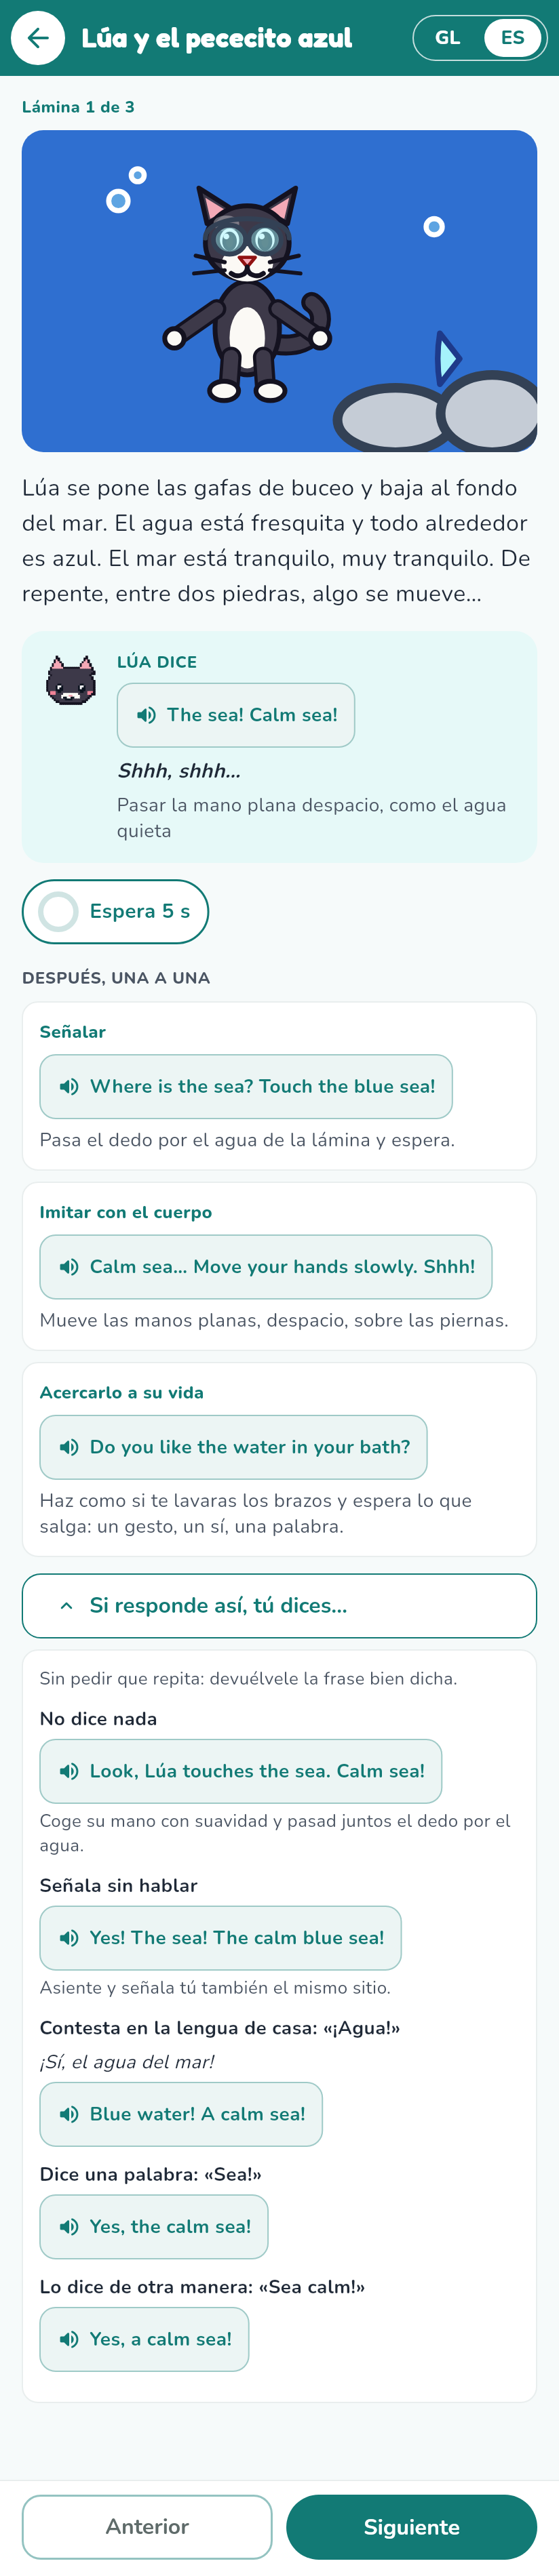 Lúa y el pececito azul
GL
ES
Lámina 1 de 3
Lúa se pone las gafas de buceo y baja al fondo
del mar. El agua está fresquita y todo alrededor
es azul. El mar está tranquilo, muy tranquilo. De
repente, entre dos piedras, algo se mueve...
LÚA DICE
The sea! Calm sea!
Shhh, shhh...
Pasar la mano plana despacio, como el agua
quieta
Espera 5 s
DESPUÉS, UNA A UNA
Señalar
Where is the sea? Touch the blue sea!
Pasa el dedo por el agua de la lámina y espera.
Imitar con el cuerpo
Calm sea... Move your hands slowly. Shhh!
Mueve las manos planas, despacio, sobre las piernas.
Acercarlo a su vida
Do you like the water in your bath?
Haz como si te lavaras los brazos y espera lo que
salga: un gesto, un sí, una palabra.
Si responde así, tú dices...
Sin pedir que repita: devuélvele la frase bien dicha.
No dice nada
Look, Lúa touches the sea. Calm sea!
Coge su mano con suavidad y pasad juntos el dedo por el
agua.
Señala sin hablar
Yes! The sea! The calm blue sea!
Asiente y señala tú también el mismo sitio.
Contesta en la lengua de casa: «¡Agua!»
¡Sí, el agua del mar!
Blue water! A calm sea!
Dice una palabra: «Sea!»
Yes, the calm sea!
Lo dice de otra manera: «Sea calm!»
Yes, a calm sea!
Anterior
Siguiente